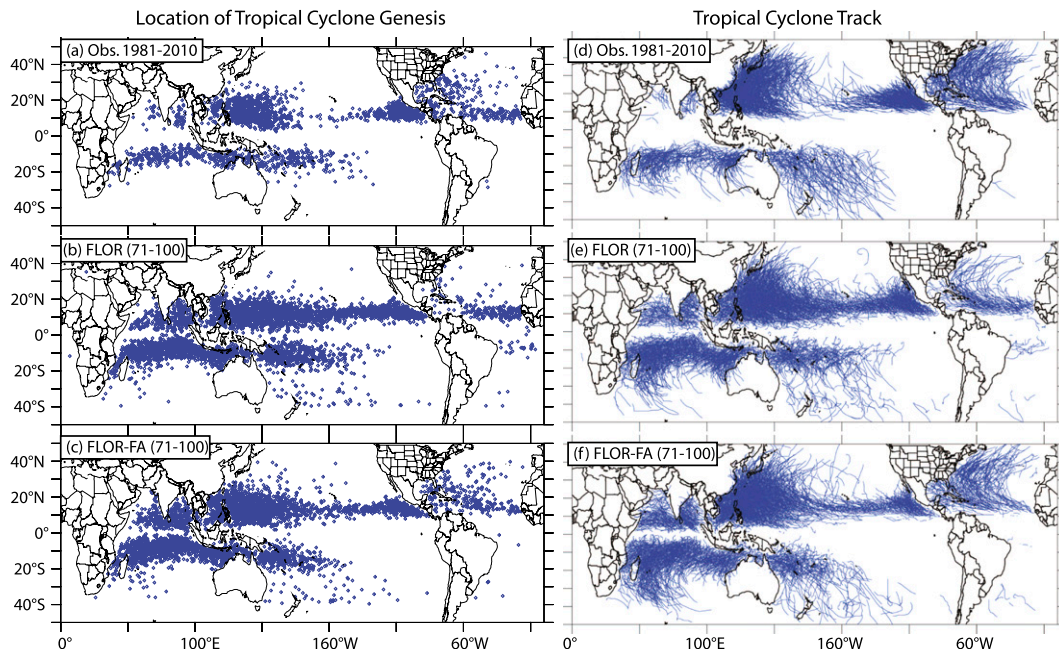 Location of Tropical Cyclone Genesis
Tropical Cyclone Track
(a) Obs. 1981-2010
40°N
20°N
0°
20°S
40°S
(d) Obs. 1981-2010
(b) FLOR (71-100)
40°N
20°N
0°
20°S
40°S
(e) FLOR (71-100)
(c) FLOR-FA (71-100)
40°N
20°N
0°
20°S
40°S
(f) FLOR-FA (71-100)
0° 100°E 160°W 60°W
0° 100°E 160°W 60°W